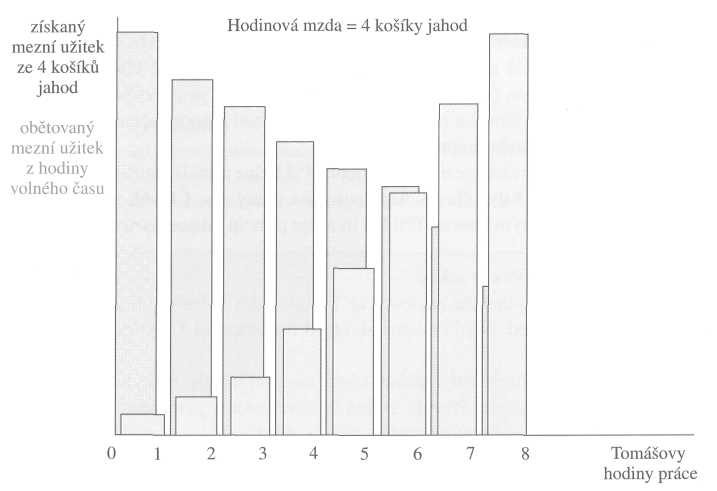 Hodinová mzda = 4 košíky jahod
získaný
mezní užitek
ze 4 košíků
jahod
obětovaný
mezní užitek
z hodiny
volného času
0 1 2 3 4 5 6 7 8
Tomášovy
hodiny práce